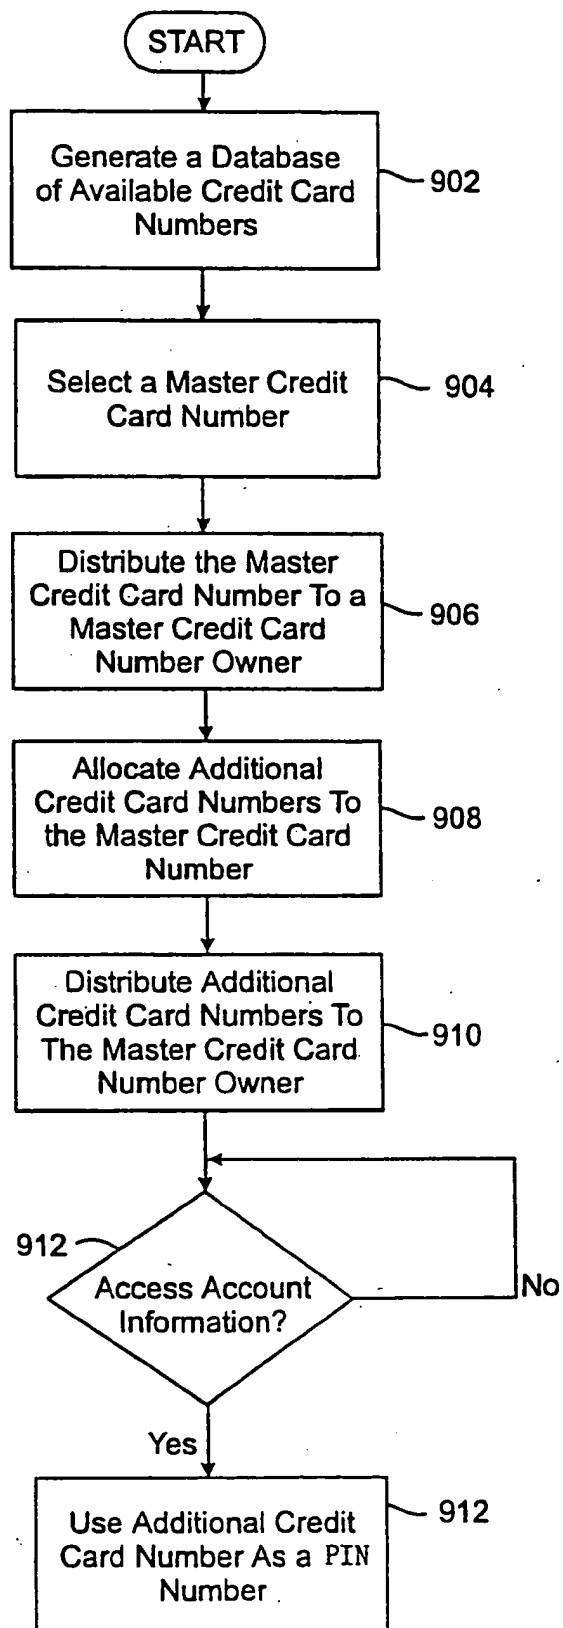 START
Generate a Database
of Available Credit Card
Numbers
902
Select a Master Credit
Card Number
904
Distribute the Master
Credit Card Number To a
Master Credit Card
Number Owner
906
Allocate Additional
Credit Card Numbers To
the Master Credit Card
Number
908
Distribute Additional
Credit Card Numbers To
The Master Credit Card
Number Owner
910
912
Access Account
Information?
No
Yes
Use Additional Credit
Card Number As a PIN
Number
912